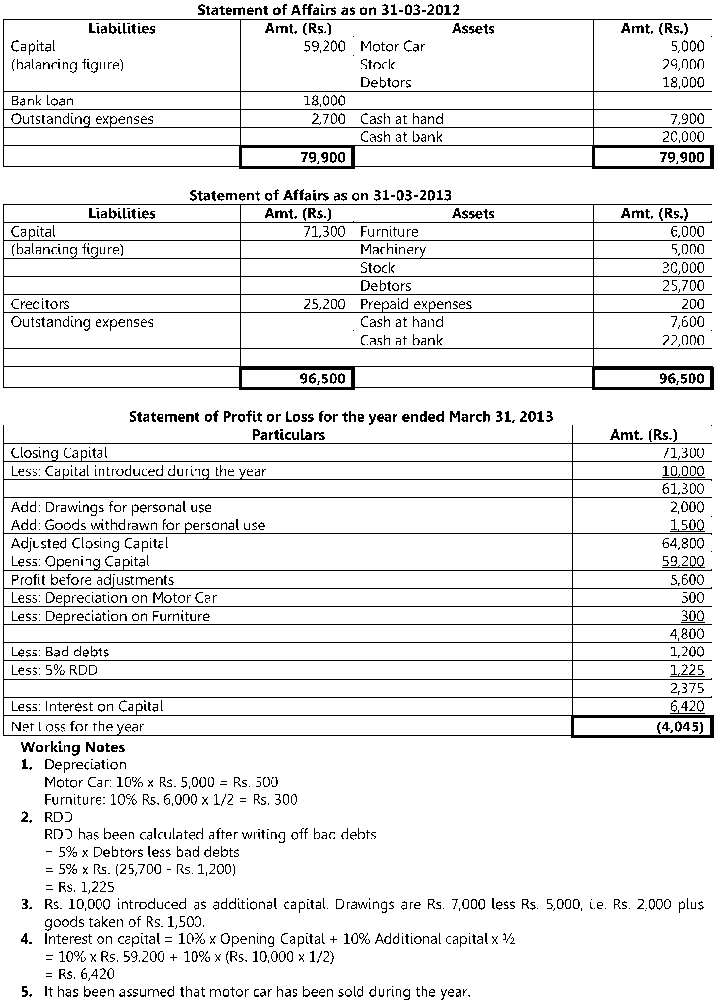 Statement of Affairs as on 31-03-2012
Liabilities Amt. (Rs.) Assets Amt. (Rs.)
Capital 59,200 Motor Car 5,000
(balancing figure) Stock 29,000
Debtors 18,000
Bank loan 18,000
Outstanding expenses 2,700 Cash at hand 7,900
Cash at bank 20,000
79,900 79,900
Statement of Affairs as on 31-03-2013
Liabilities Amt. (Rs.) Assets Amt. (Rs.)
Capital 71,300 Furniture 6,000
(balancing figure) Machinery 5,000
Stock 30,000
Debtors 25,700
Creditors 25,200 Prepaid expenses 200
Outstanding expenses Cash at hand 7,600
Cash at bank 22,000
96,500 96,500
Statement of Profit or Loss for the year ended March 31, 2013
Particulars Amt. (Rs.)
Closing Capital 71,300
Less: Capital introduced during the year 10,000
61,300
Add: Drawings for personal use 2,000
Add: Goods withdrawn for personal use 1,500
Adjusted Closing Capital 64,800
Less: Opening Capital 59,200
Profit before adjustments 5,600
Less: Depreciation on Motor Car 500
Less: Depreciation on Furniture 300
4,800
Less: Bad debts 1,200
Less: 5% RDD 1,225
2,375
Less: Interest on Capital 6,420
Net Loss for the year (4,045)
Working Notes
1. Depreciation
Motor Car: 10% x Rs. 5,000 = Rs. 500
Furniture: 10% Rs. 6,000 x 1/2 = Rs. 300
2. RDD
RDD has been calculated after writing off bad debts
= 5% x Debtors less bad debts
= 5% x Rs. (25,700 - Rs. 1,200)
= Rs. 1,225
3. Rs. 10,000 introduced as additional capital. Drawings are Rs. 7,000 less Rs. 5,000, i.e. Rs. 2,000 plus
goods taken of Rs. 1,500.
4. Interest on capital = 10% x Opening Capital + 10% Additional capital x ½
= 10% x Rs. 59,200 + 10% x (Rs. 10,000 x 1/2)
= Rs. 6,420
5. It has been assumed that motor car has been sold during the year.